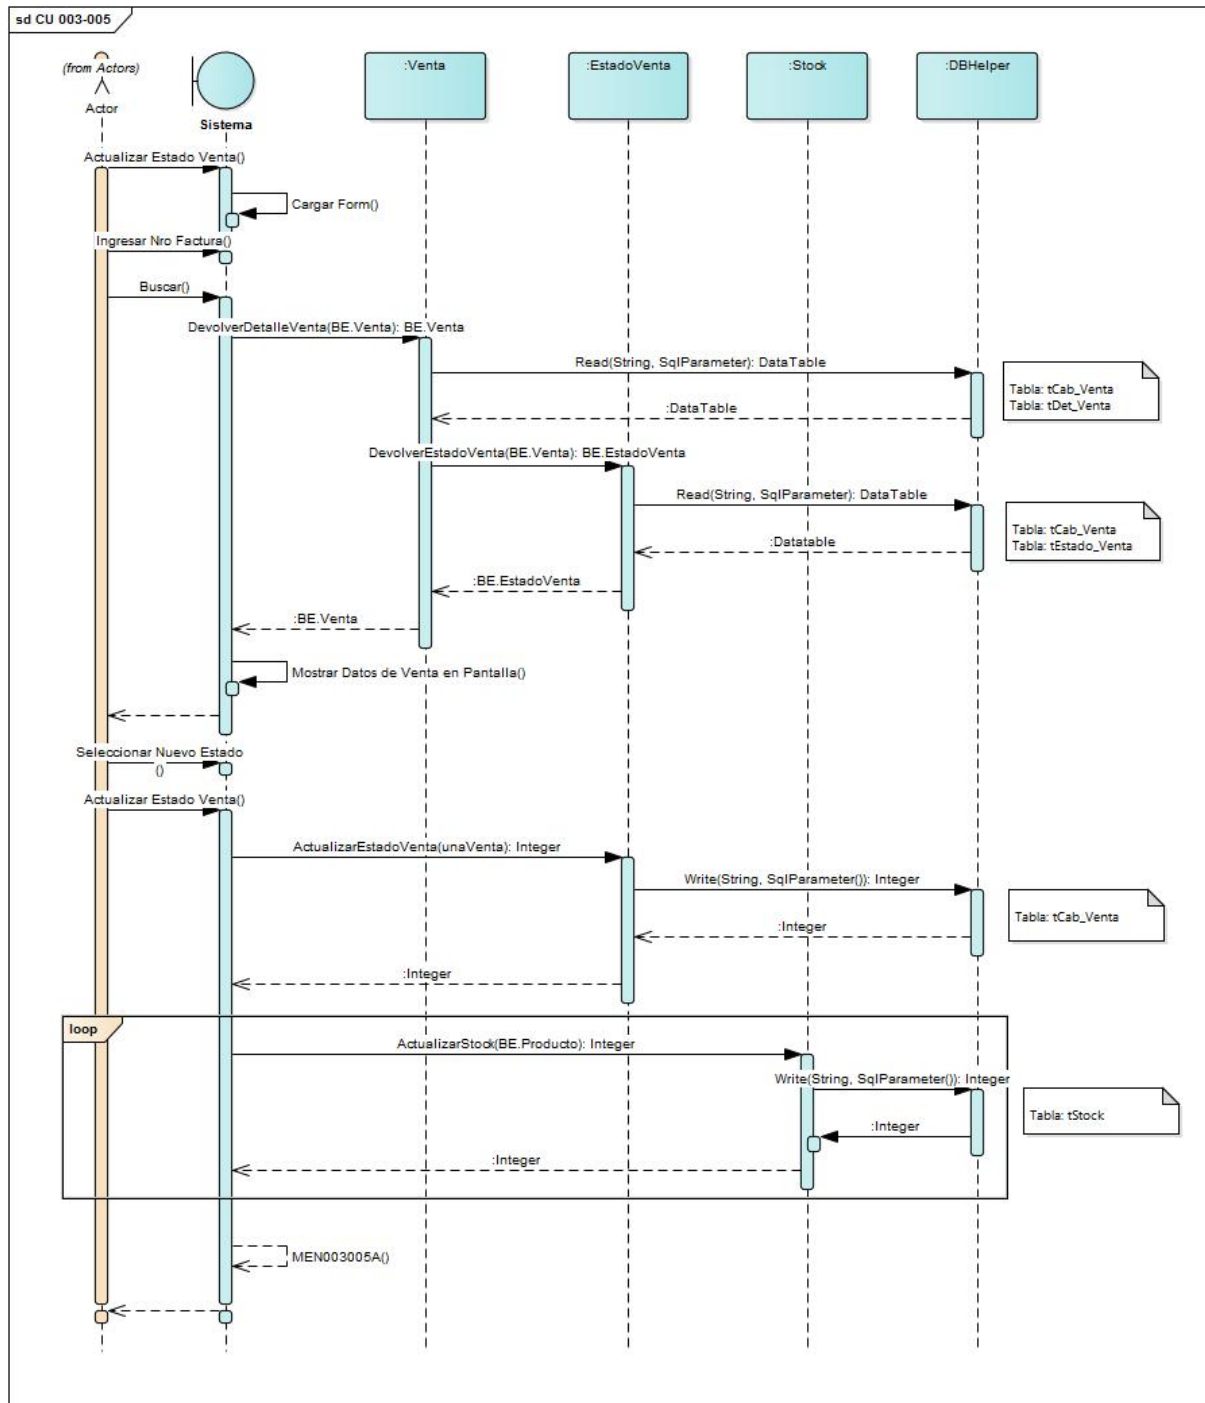 sd CU 003-005
(from Actors)
Actor
Sistema
:Venta
:EstadoVenta
:Stock
:DBHelper
Actualizar Estado Venta()
Cargar Form()
Ingresar Nro Factura()
Buscar()
DevolverDetalleVenta(BE.Venta): BE.Venta
Read(String, SqlParameter): DataTable
Tabla: tCab_Venta
Tabla: tDet_Venta
:DataTable
DevolverEstadoVenta(BE.Venta): BE.EstadoVenta
Read(String, SqlParameter): DataTable
Tabla: tCab_Venta
Tabla: tEstado_Venta
:Datatable
:BE.EstadoVenta
:BE.Venta
Mostrar Datos de Venta en Pantalla()
Seleccionar Nuevo Estado
()
Actualizar Estado Venta()
ActualizarEstadoVenta(unaVenta): Integer
Write(String, SqlParameter()): Integer
Tabla: tCab_Venta
:Integer
:Integer
loop
ActualizarStock(BE.Producto): Integer
Write(String, SqlParameter()): Integer
Tabla: tStock
:Integer
:Integer
MEN003005A()